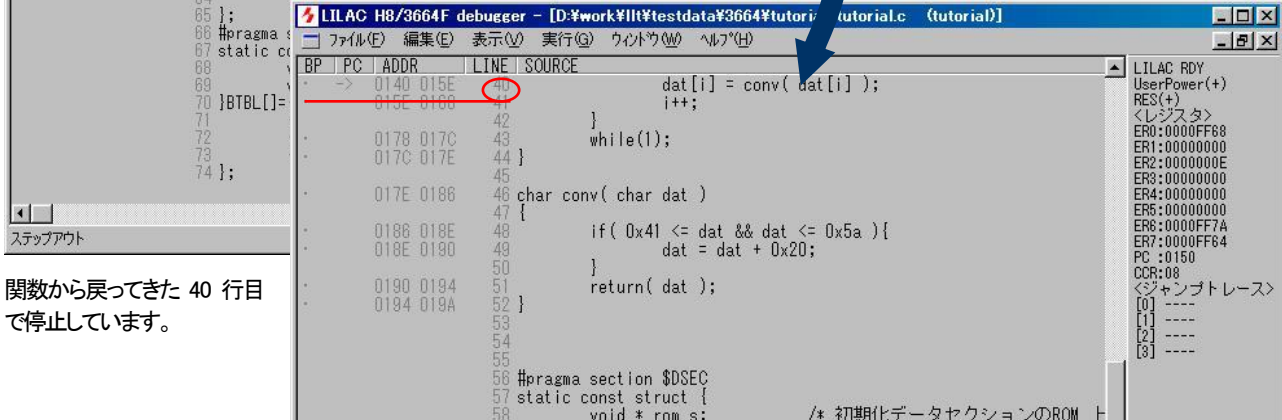 64
65 };
66 #pragma s
67 static co
68
69
70 }BTBL[]=
71
72
73
74 };
ステップアウト
関数から戻ってきた 40 行目
で停止しています。
LILAC H8/3664F debugger - [D:¥work¥llt¥testdata¥3664¥tutori tutorial.c (tutorial)]
ファイル(F) 編集(E) 表示(V) 実行(G) ウィンドウ(W) ヘルプ(H)
BP PC ADDR LINE SOURCE
-> 0140 015E 40 dat[i] = conv( dat[i] );
015E 0168 41 i++;
42 }
0178 017C 43 while(1);
017C 017E 44 }
45
017E 0186 46 char conv( char dat )
47 {
0186 018E 48 if( 0x41 <= dat && dat <= 0x5a ){
018E 0190 49 dat = dat + 0x20;
50 }
0190 0194 51 return( dat );
0194 019A 52 }
53
54
55
56 #pragma section $DSEC
57 static const struct {
58 void * rom_s; /* 初期化データセクションのROM 上
LILAC RDY
UserPower(+)
RES(+)
<レジスタ>
ER0:0000FF68
ER1:00000000
ER2:0000000E
ER3:00000000
ER4:00000000
ER5:00000000
ER6:0000FF7A
ER7:0000FF64
PC :0150
CCR:08
<ジャンプトレース>
[0] ----
[1] ----
[2] ----
[3] ----